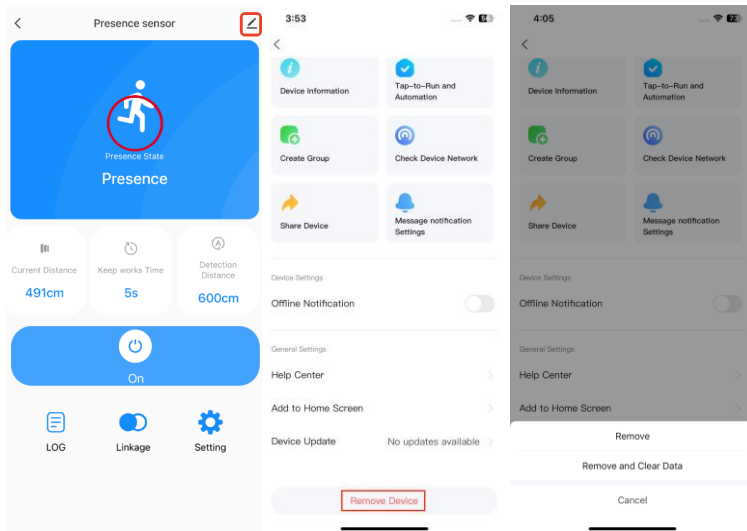 Presence sensor
Presence State
Presence
Current Distance
491cm
Keep works Time
5s
Detection
Distance
600cm
On
LOG
Linkage
Setting
3:53
Device Information
Tap-to-Run and
Automation
Create Group
Check Device Network
Share Device
Message notification
Settings
Device Settings
Offline Notification
General Settings
Help Center
Add to Home Screen
Device Update
No updates available
Remove Device
4:05
Device Information
Tap-to-Run and
Automation
Create Group
Check Device Network
Share Device
Message notification
Settings
Device Settings
Offline Notification
General Settings
Help Center
Add to Home Screen
Remove
Remove and Clear Data
Cancel